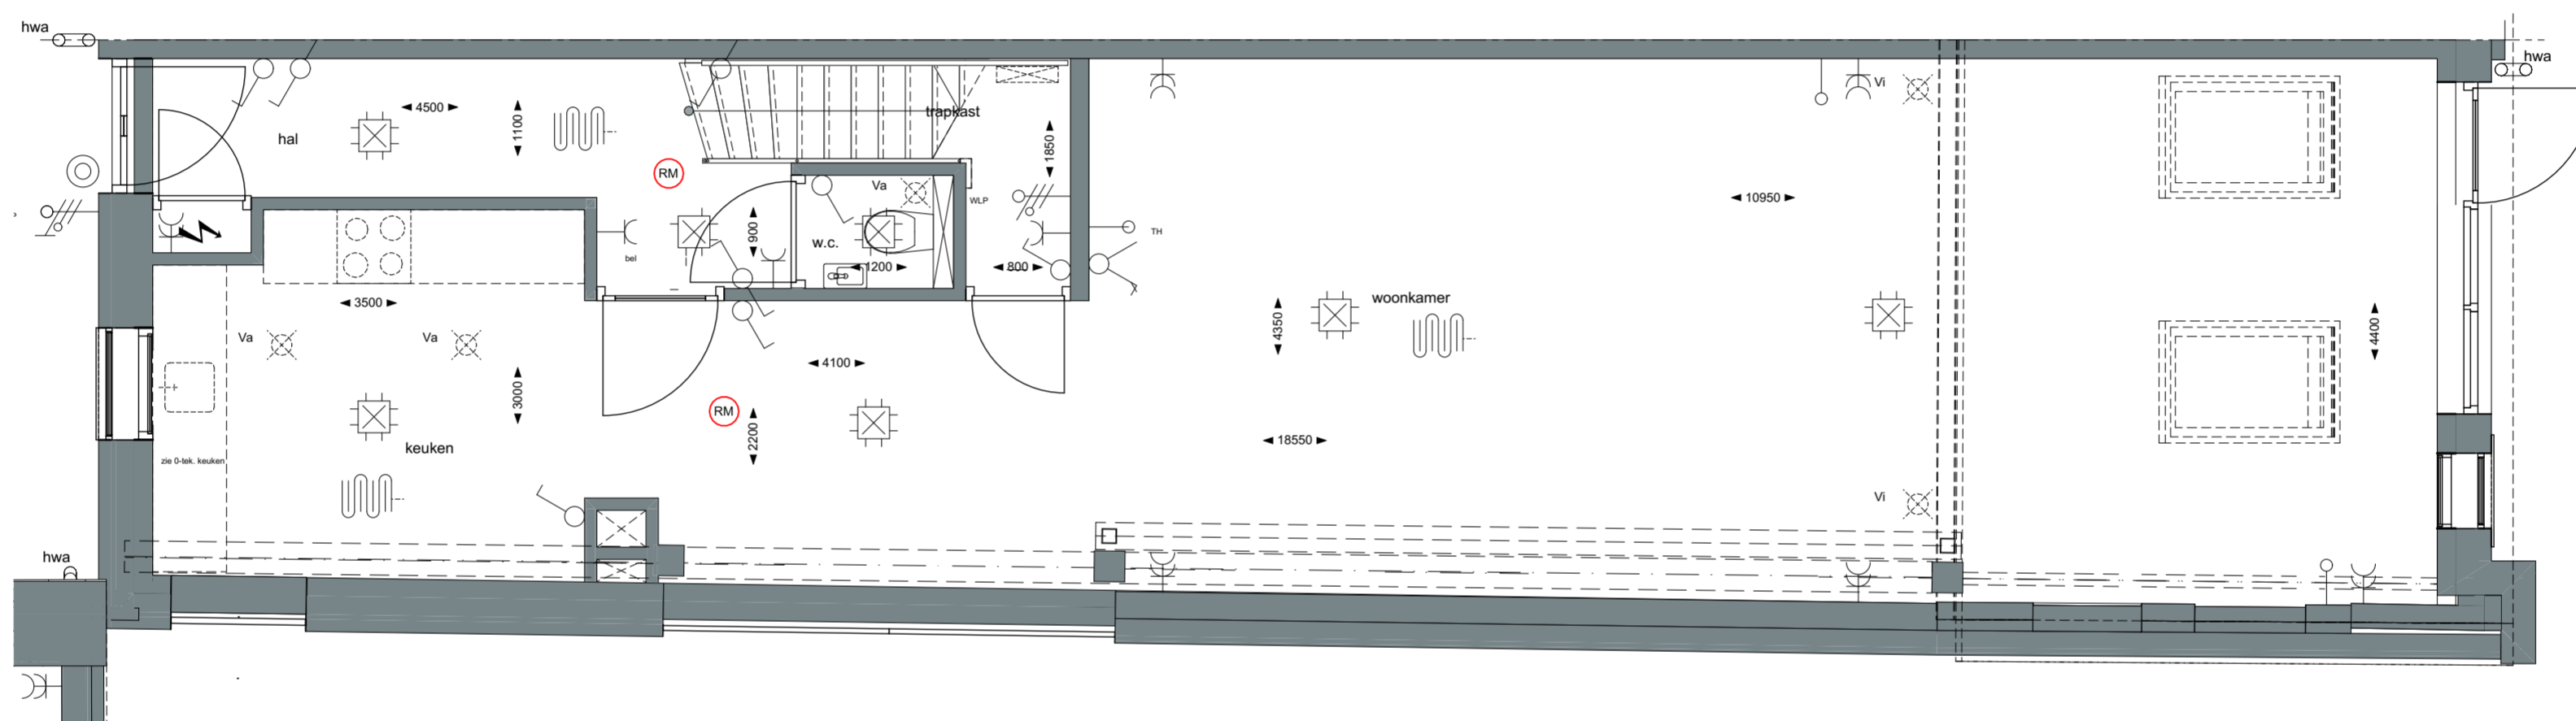 hwa
hwa
4500
1100
hal
trapkast
1850
Vi
RM
Va
WLP
10950
900
w.c.
bel
1200
800
TH
3500
woonkamer
4350
4400
Va
Va
4100
3000
RM
2200
18550
keuken
zie 0-tek. keuken
Vi
hwa